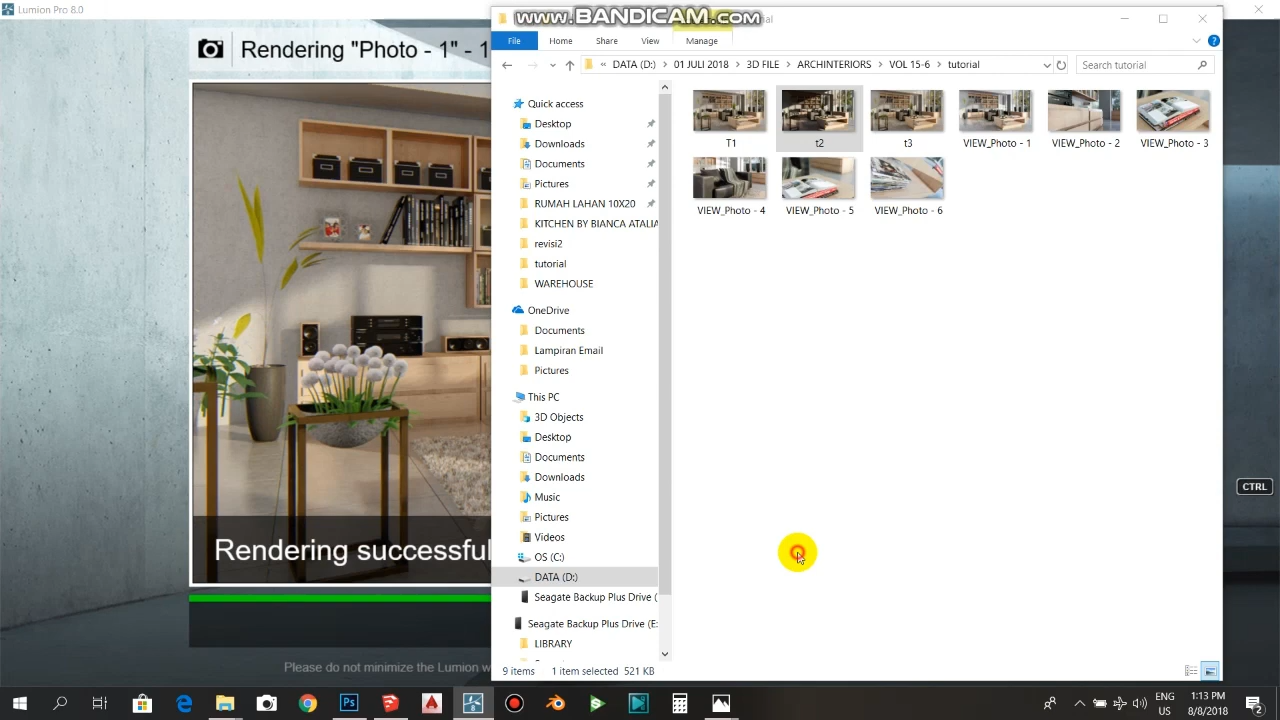 Lumion Pro 8.0
Rendering "Photo - 1" - 1
Rendering successful
Please do not minimize the Lumion w
www.BANDICAM.com
File
Home
Share
View
Manage
« DATA (D:) › 01 JULI 2018 › 3D FILE › ARCHINTERIORS › VOL 15-6 › tutorial
Search tutorial
Quick access
Desktop
Downloads
Documents
Pictures
RUMAH LAHAN 10X20
KITCHEN BY BIANCA ATALIA
revisi2
tutorial
WAREHOUSE
OneDrive
Documents
Lampiran Email
Pictures
This PC
3D Objects
Desktop
Documents
Downloads
Music
Pictures
Videos
OS (C:)
DATA (D:)
Seagate Backup Plus Drive (
Seagate Backup Plus Drive (E:
LIBRARY
T1
t2
t3
VIEW_Photo - 1
VIEW_Photo - 2
VIEW_Photo - 3
VIEW_Photo - 4
VIEW_Photo - 5
VIEW_Photo - 6
9 items
1 item selected 521 KB
CTRL
Ps
ENG
US
1:13 PM
8/8/2018
2